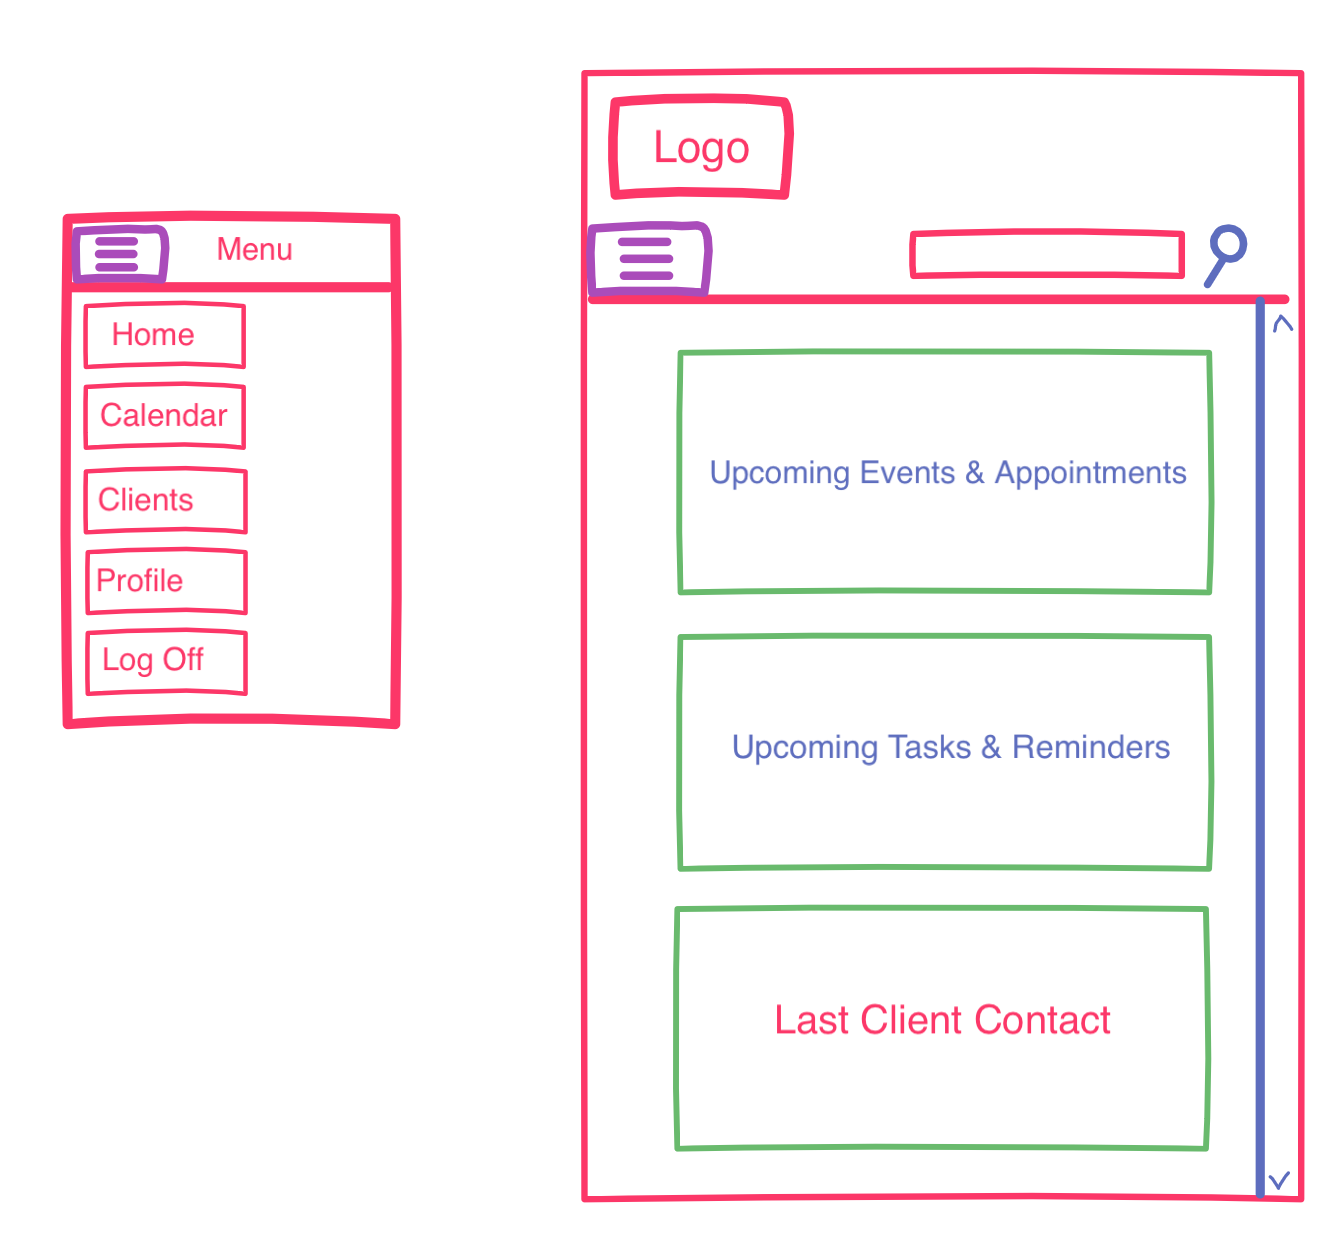 Menu
Home
Calendar
Clients
Profile
Log Off
Logo
Upcoming Events & Appointments
Upcoming Tasks & Reminders
Last Client Contact